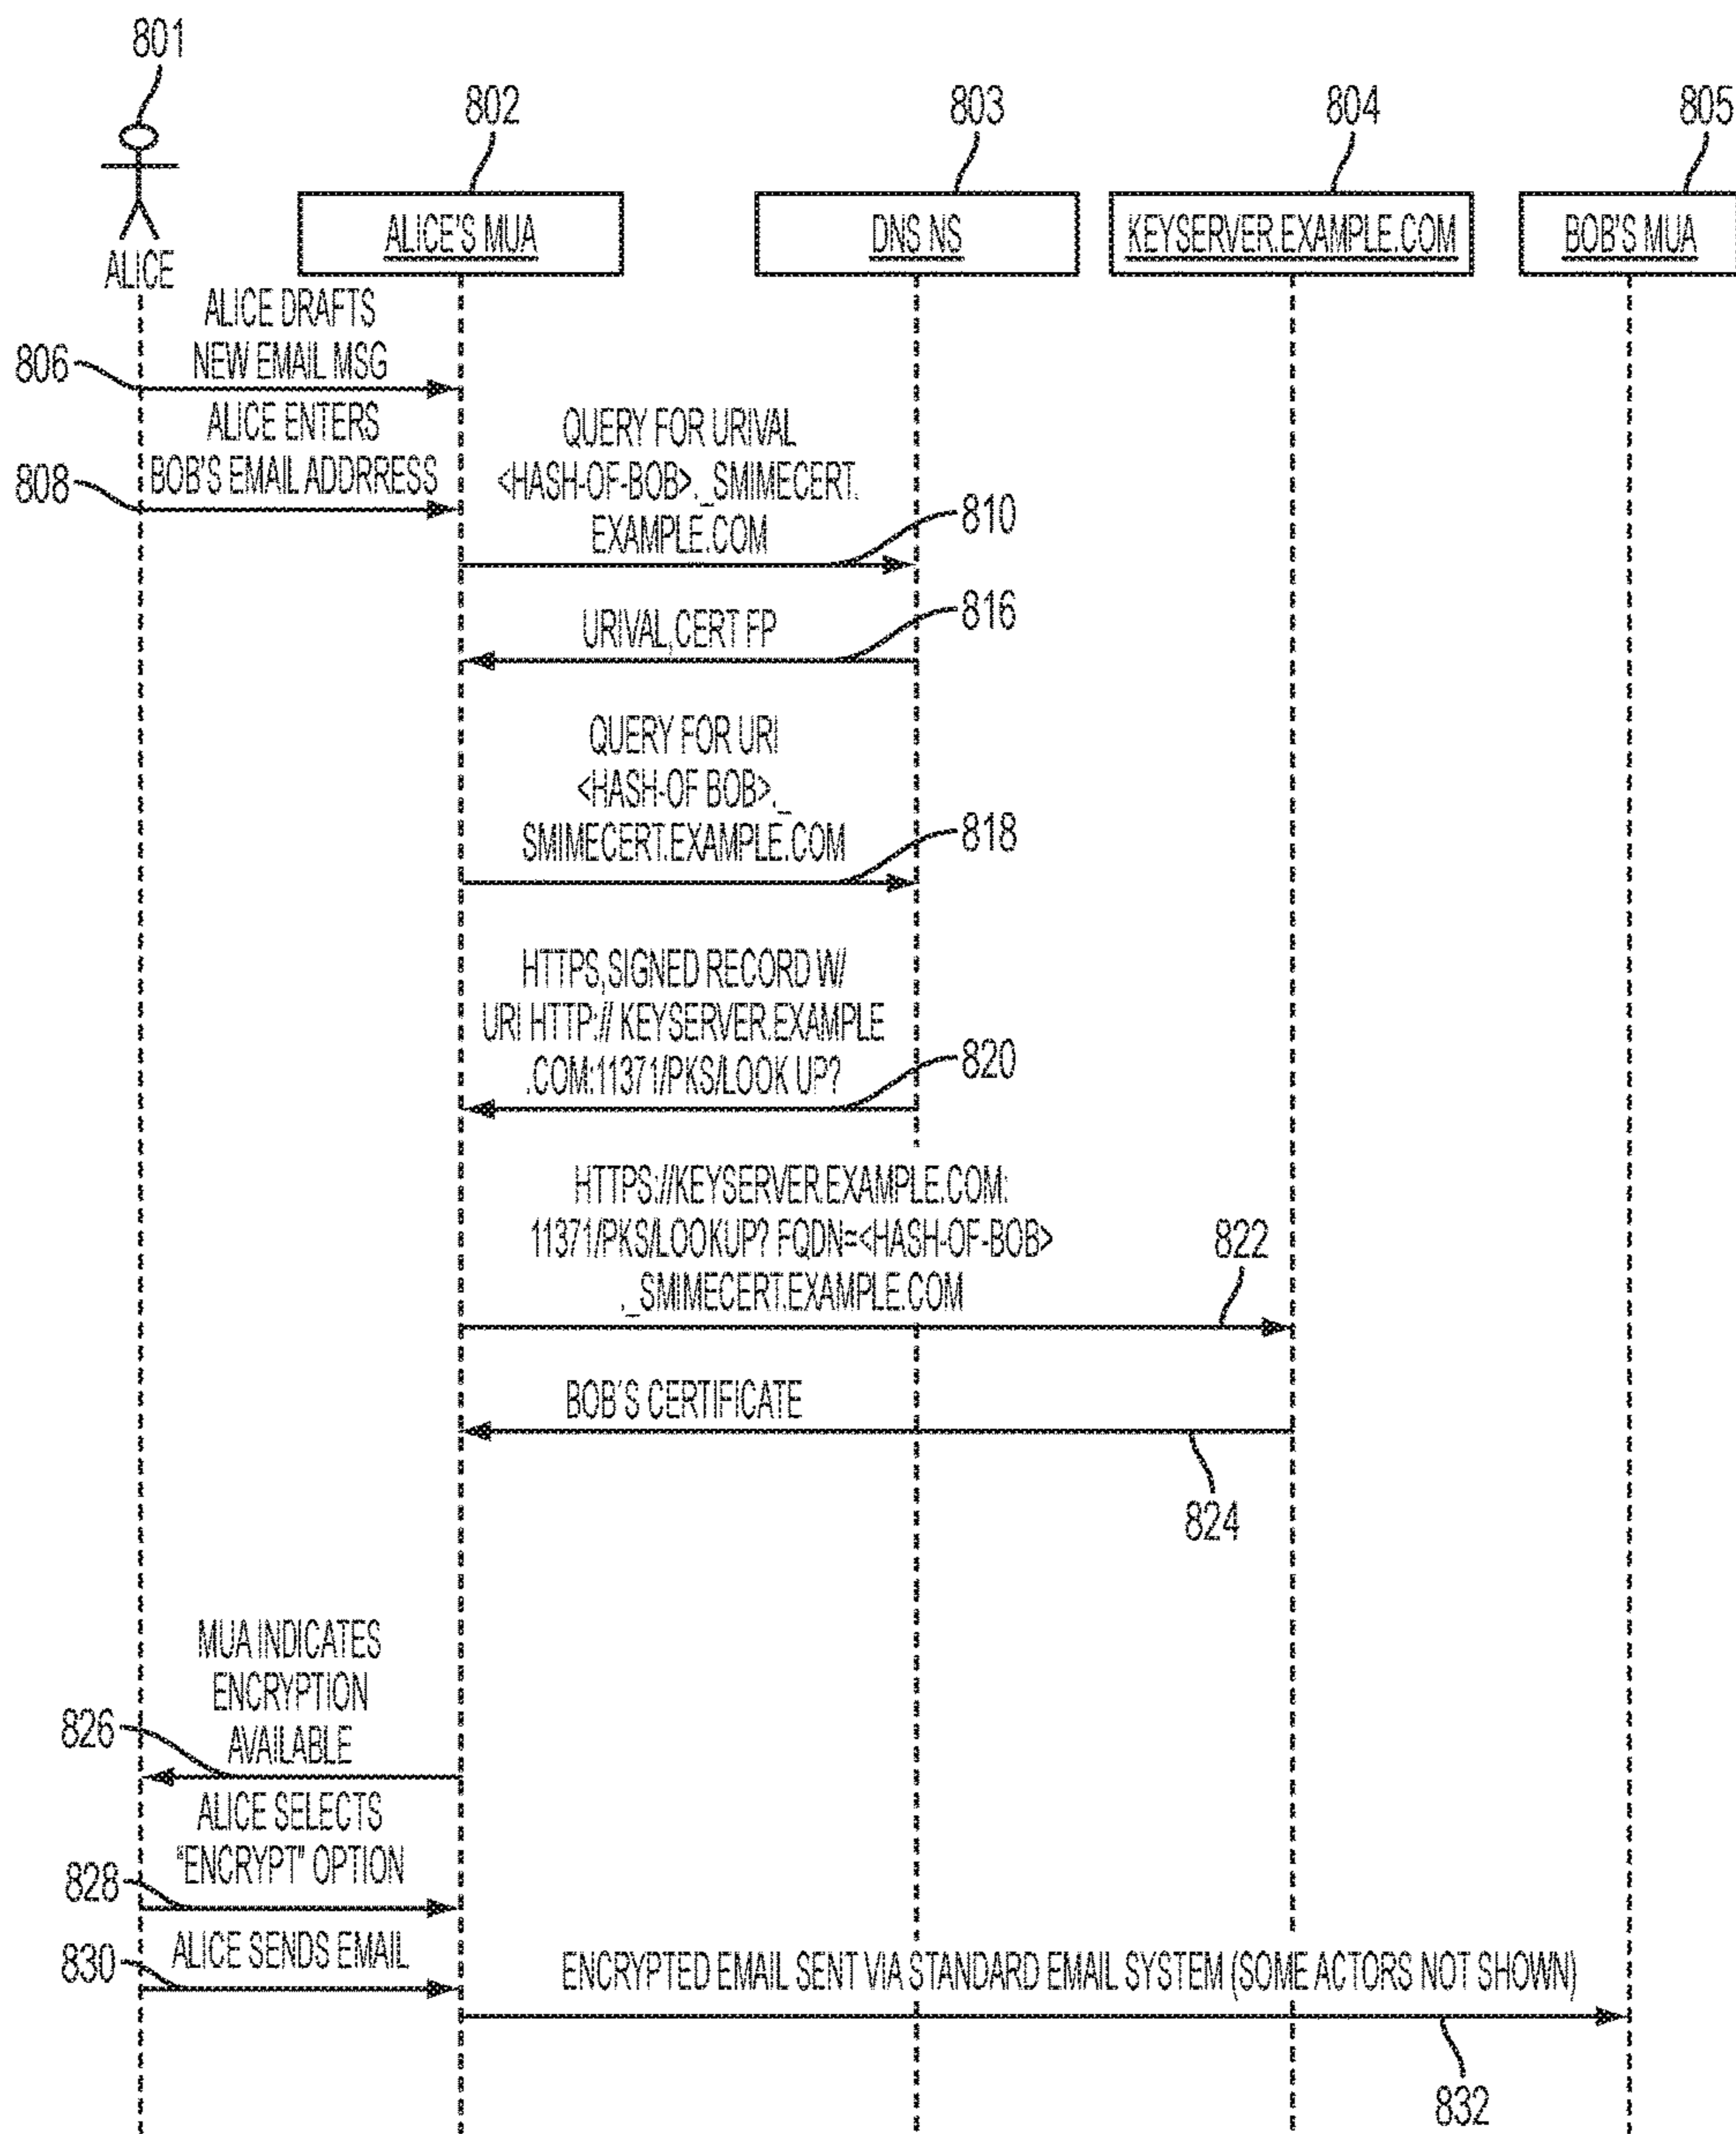 801
802
803
804
805
ALICE'S MUA
DNS NS
KEYSERVER.EXAMPLE.COM
BOB'S MUA
ALICE
ALICE DRAFTS
NEW EMAIL MSG
806
ALICE ENTERS
BOB'S EMAIL ADDRRESS
808
QUERY FOR URIVAL
<HASH-OF-BOB>._SMIMECERT.
EXAMPLE.COM
810
URIVAL,CERT FP
816
QUERY FOR URI
<HASH-OF BOB>._
SMIMECERT.EXAMPLE.COM
818
HTTPS,SIGNED RECORD W/
URI HTTP:// KEYSERVER.EXAMPLE
.COM:11371/PKS/LOOK UP?
820
HTTPS://KEYSERVER.EXAMPLE.COM:
11371/PKS/LOOKUP? FQDN=<HASH-OF-BOB>
._SMIMECERT.EXAMPLE.COM
822
BOB'S CERTIFICATE
824
MUA INDICATES
ENCRYPTION
AVAILABLE
826
ALICE SELECTS
"ENCRYPT" OPTION
828
ALICE SENDS EMAIL
830
ENCRYPTED EMAIL SENT VIA STANDARD EMAIL SYSTEM (SOME ACTORS NOT SHOWN)
832